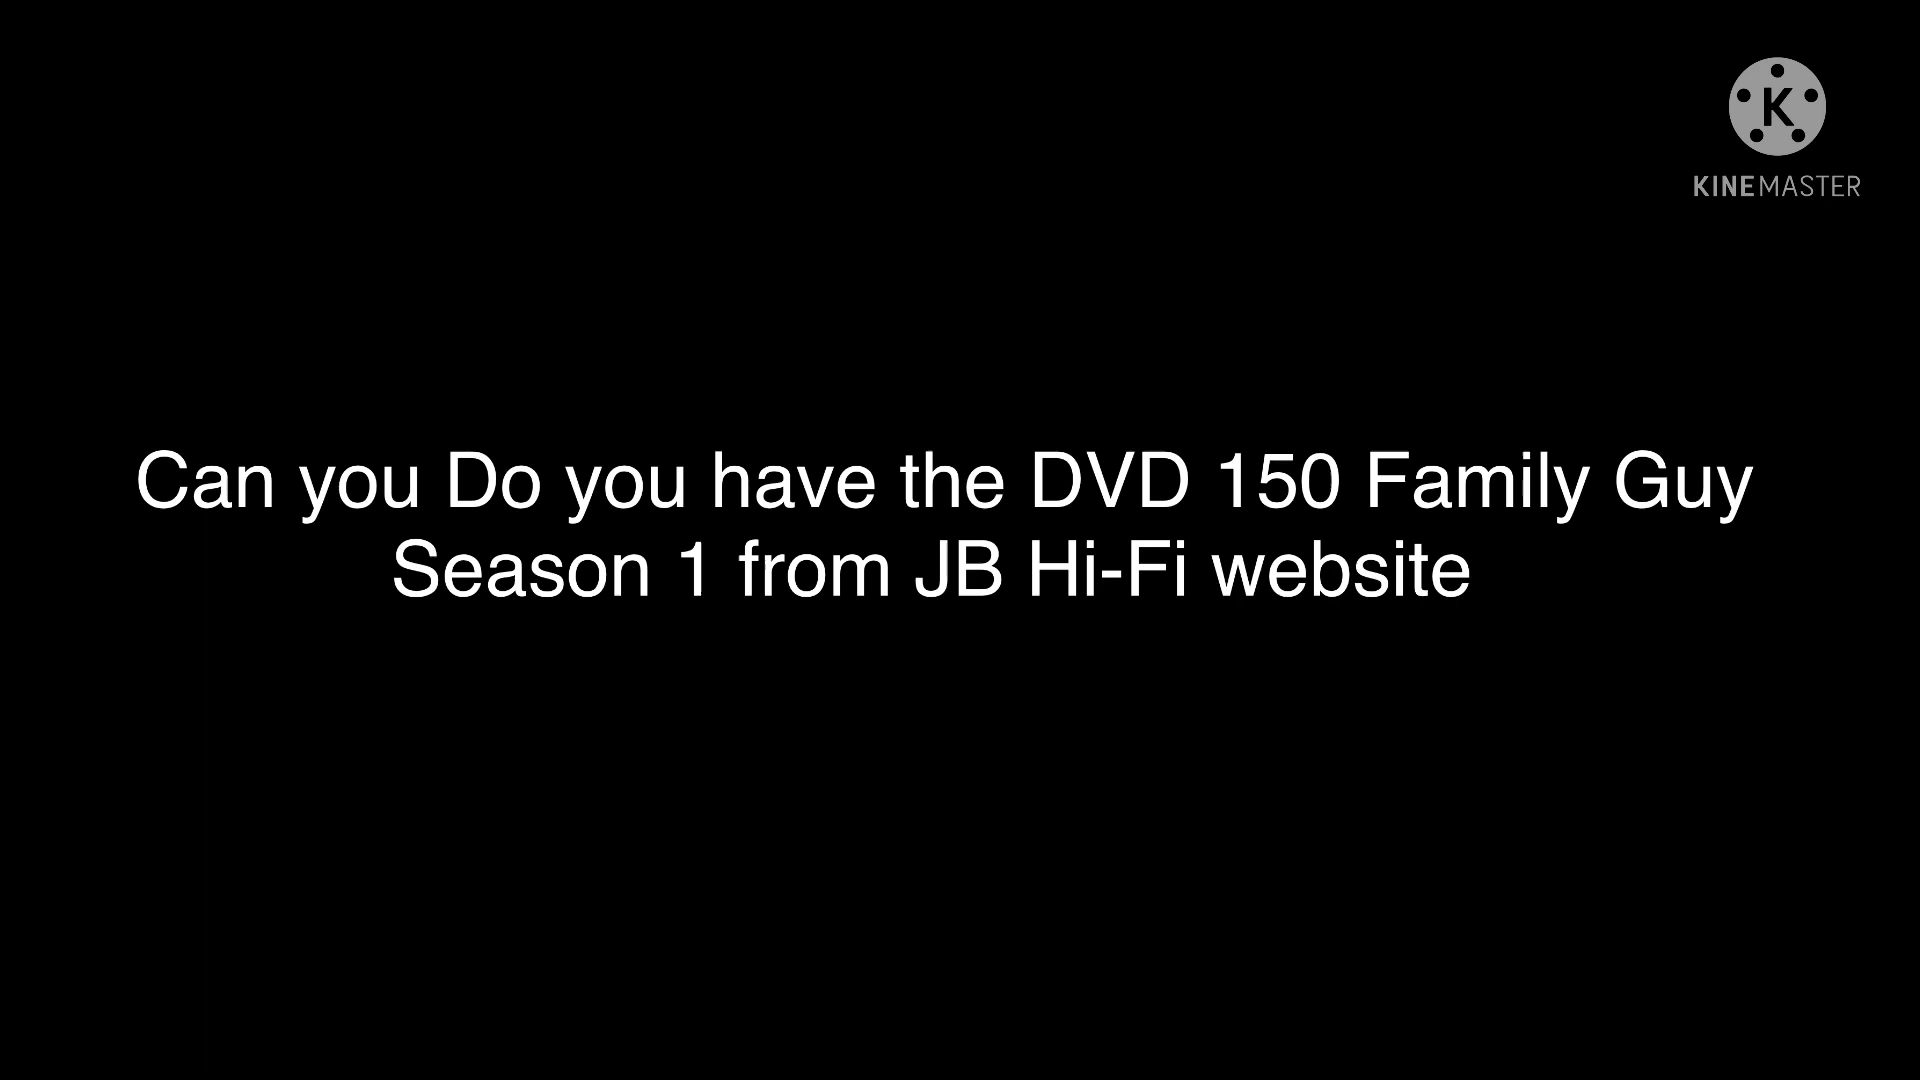 K
KINEMASTER
Can you Do you have the DVD 150 Family Guy
Season 1 from JB Hi-Fi website